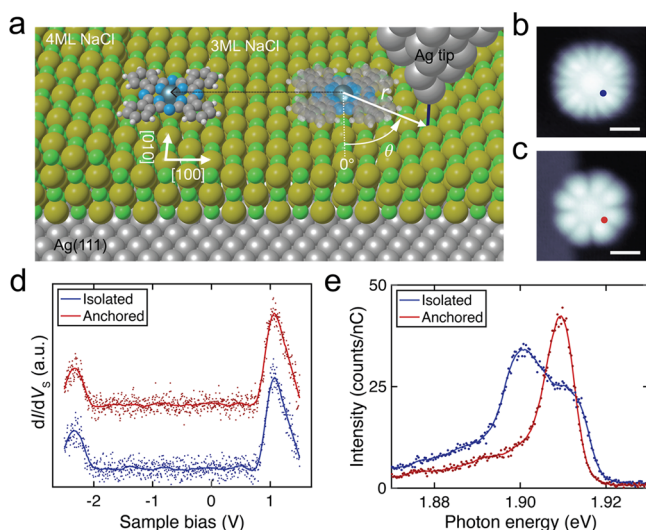 a
4ML NaCl
3ML NaCl
Ag tip
r
[010]
[100]
0°
θ
Ag(111)
b
c
d
Isolated
Anchored
dI/dVS (a.u.)
-2
-1
0
1
Sample bias (V)
e
Isolated
Anchored
50
25
0
Intensity (counts/nC)
1.88
1.90
1.92
Photon energy (eV)